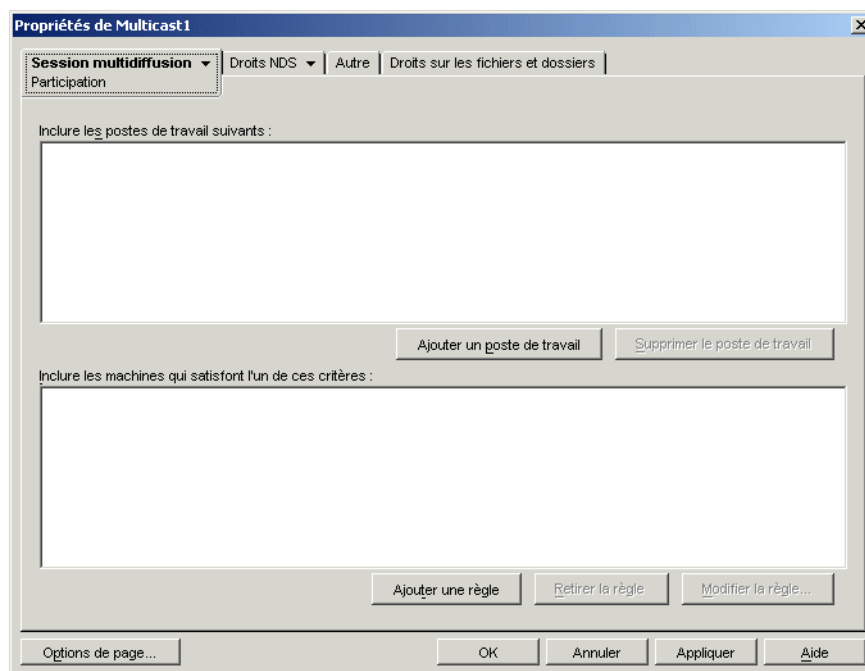 Propriétés de Multicast1
Session multidiffusion
Droits NDS
Autre
Droits sur les fichiers et dossiers
Participation
Inclure les postes de travail suivants :
Ajouter un poste de travail
Supprimer le poste de travail
Inclure les machines qui satisfont l'un de ces critères :
Ajouter une règle
Retirer la règle
Modifier la règle...
Options de page...
OK
Annuler
Appliquer
Aide